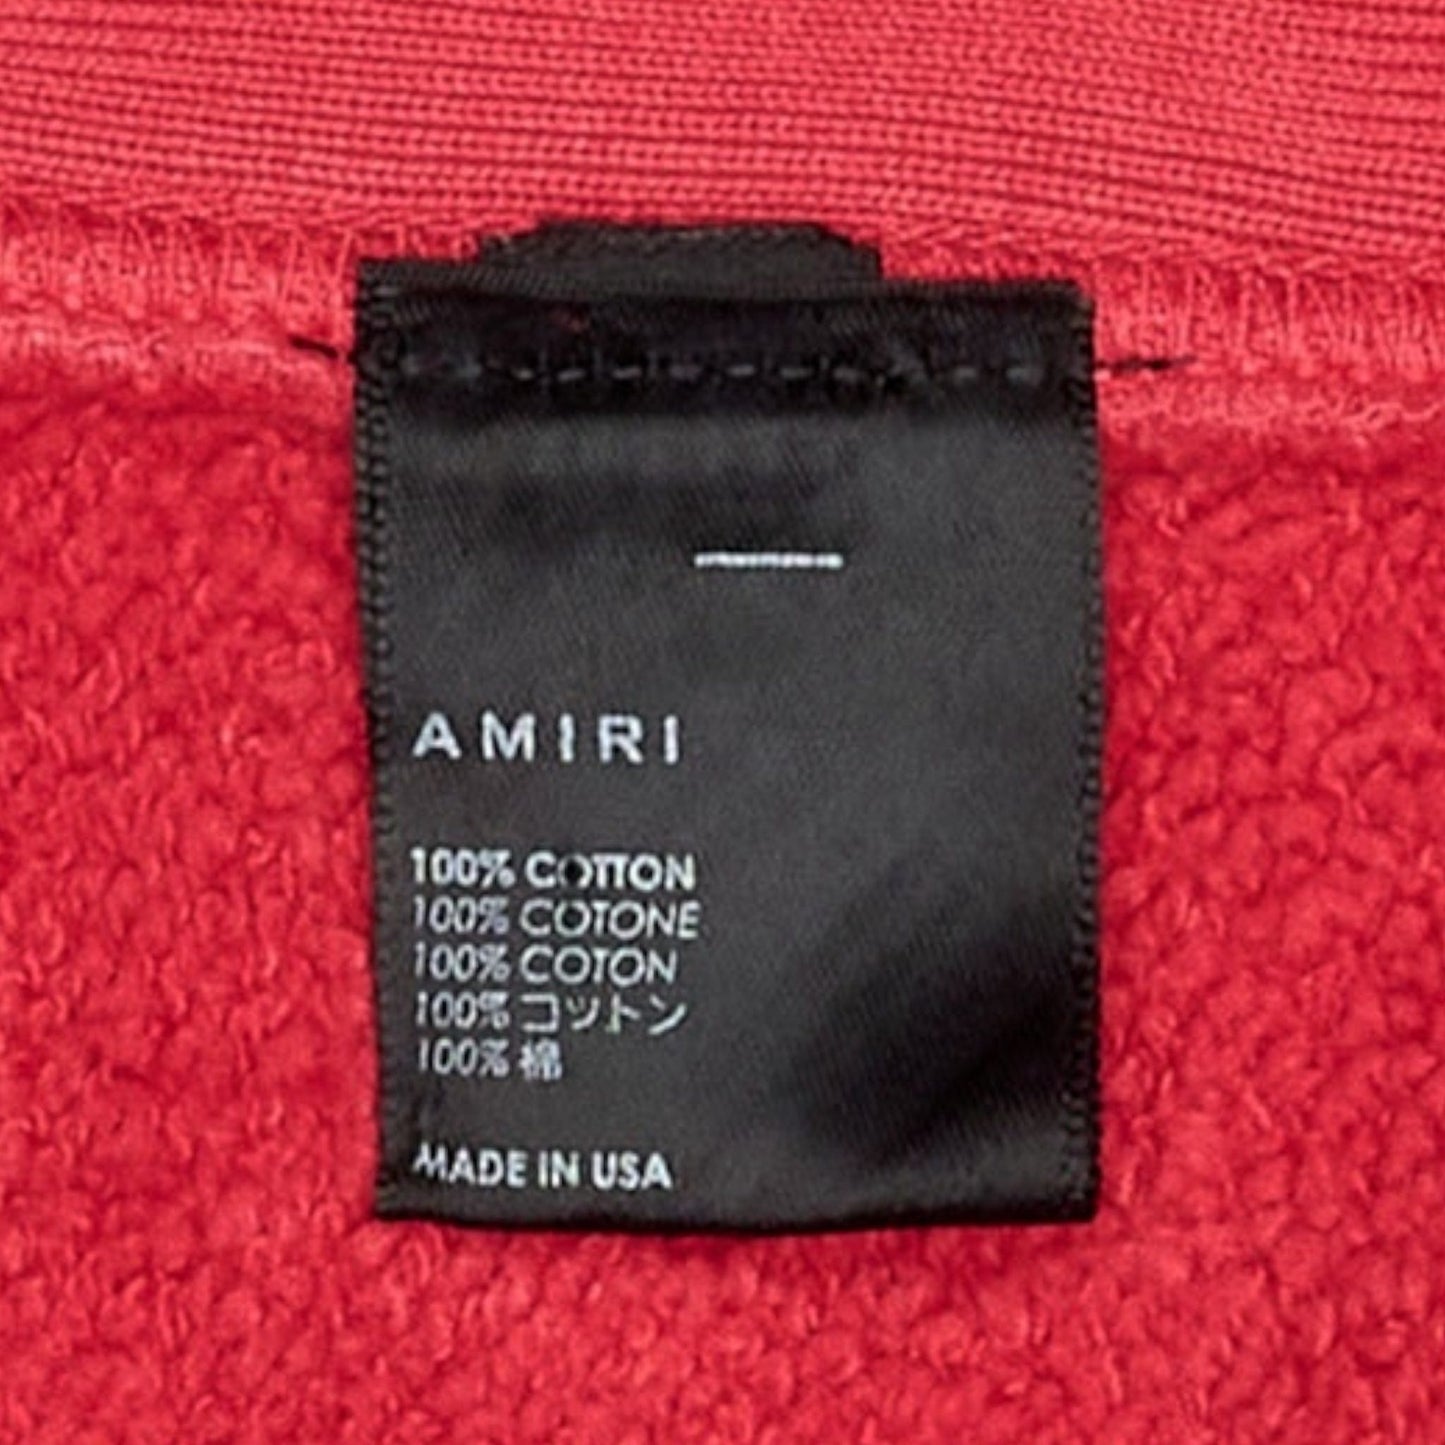 AMIRI
100% COTTON
100% COTONE
100% COTON
100% コットン
100% 棉
MADE IN USA